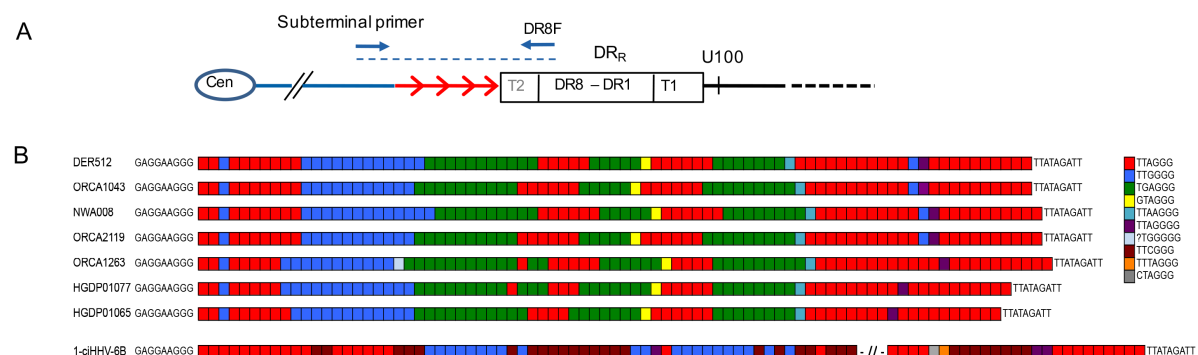 A
Subterminal primer
DR8F
DRR
U100
Cen
T2
DR8 – DR1
T1
B
DER512 GAGGAAGGG TTATAGATT
ORCA1043 GAGGAAGGG TTATAGATT
NWA008 GAGGAAGGG TTATAGATT
ORCA2119 GAGGAAGGG TTATAGATT
ORCA1263 GAGGAAGGG TTATAGATT
HGDP01077 GAGGAAGGG TTATAGATT
HGDP01065 GAGGAAGGG TTATAGATT
1-ciHHV-6B GAGGAAGGG - // - TTATAGATT
TTAGGG
TTGGGG
TGAGGG
GTAGGG
TTAAGGG
TTAGGGG
?TGGGGG
TTCGGG
TTTAGGG
CTAGGG